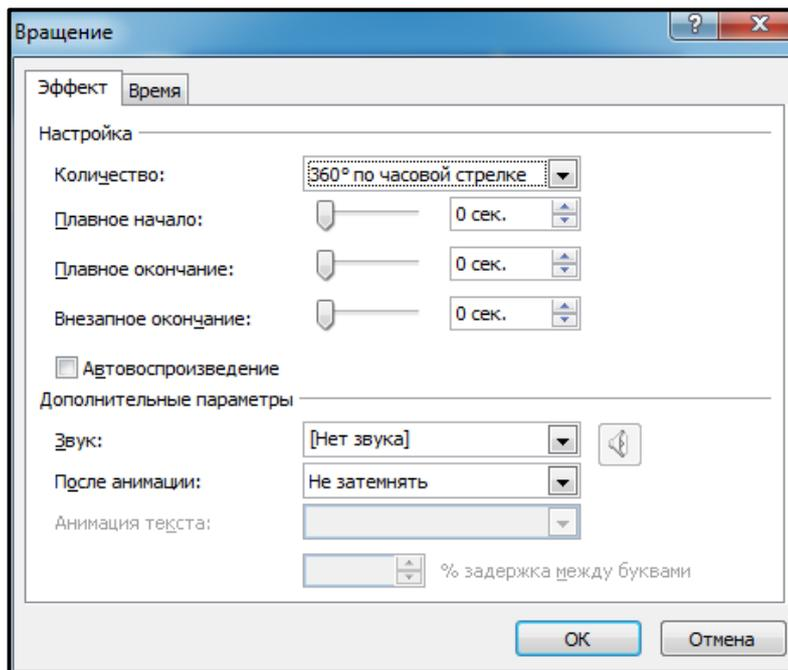 Вращение
Эффект Время
Настройка
Количество: 360° по часовой стрелке
Плавное начало: 0 сек.
Плавное окончание: 0 сек.
Внезапное окончание: 0 сек.
Автовоспроизведение
Дополнительные параметры
Звук: [Нет звука]
После анимации: Не затемнять
Анимация текста:
% задержка между буквами
ОК Отмена